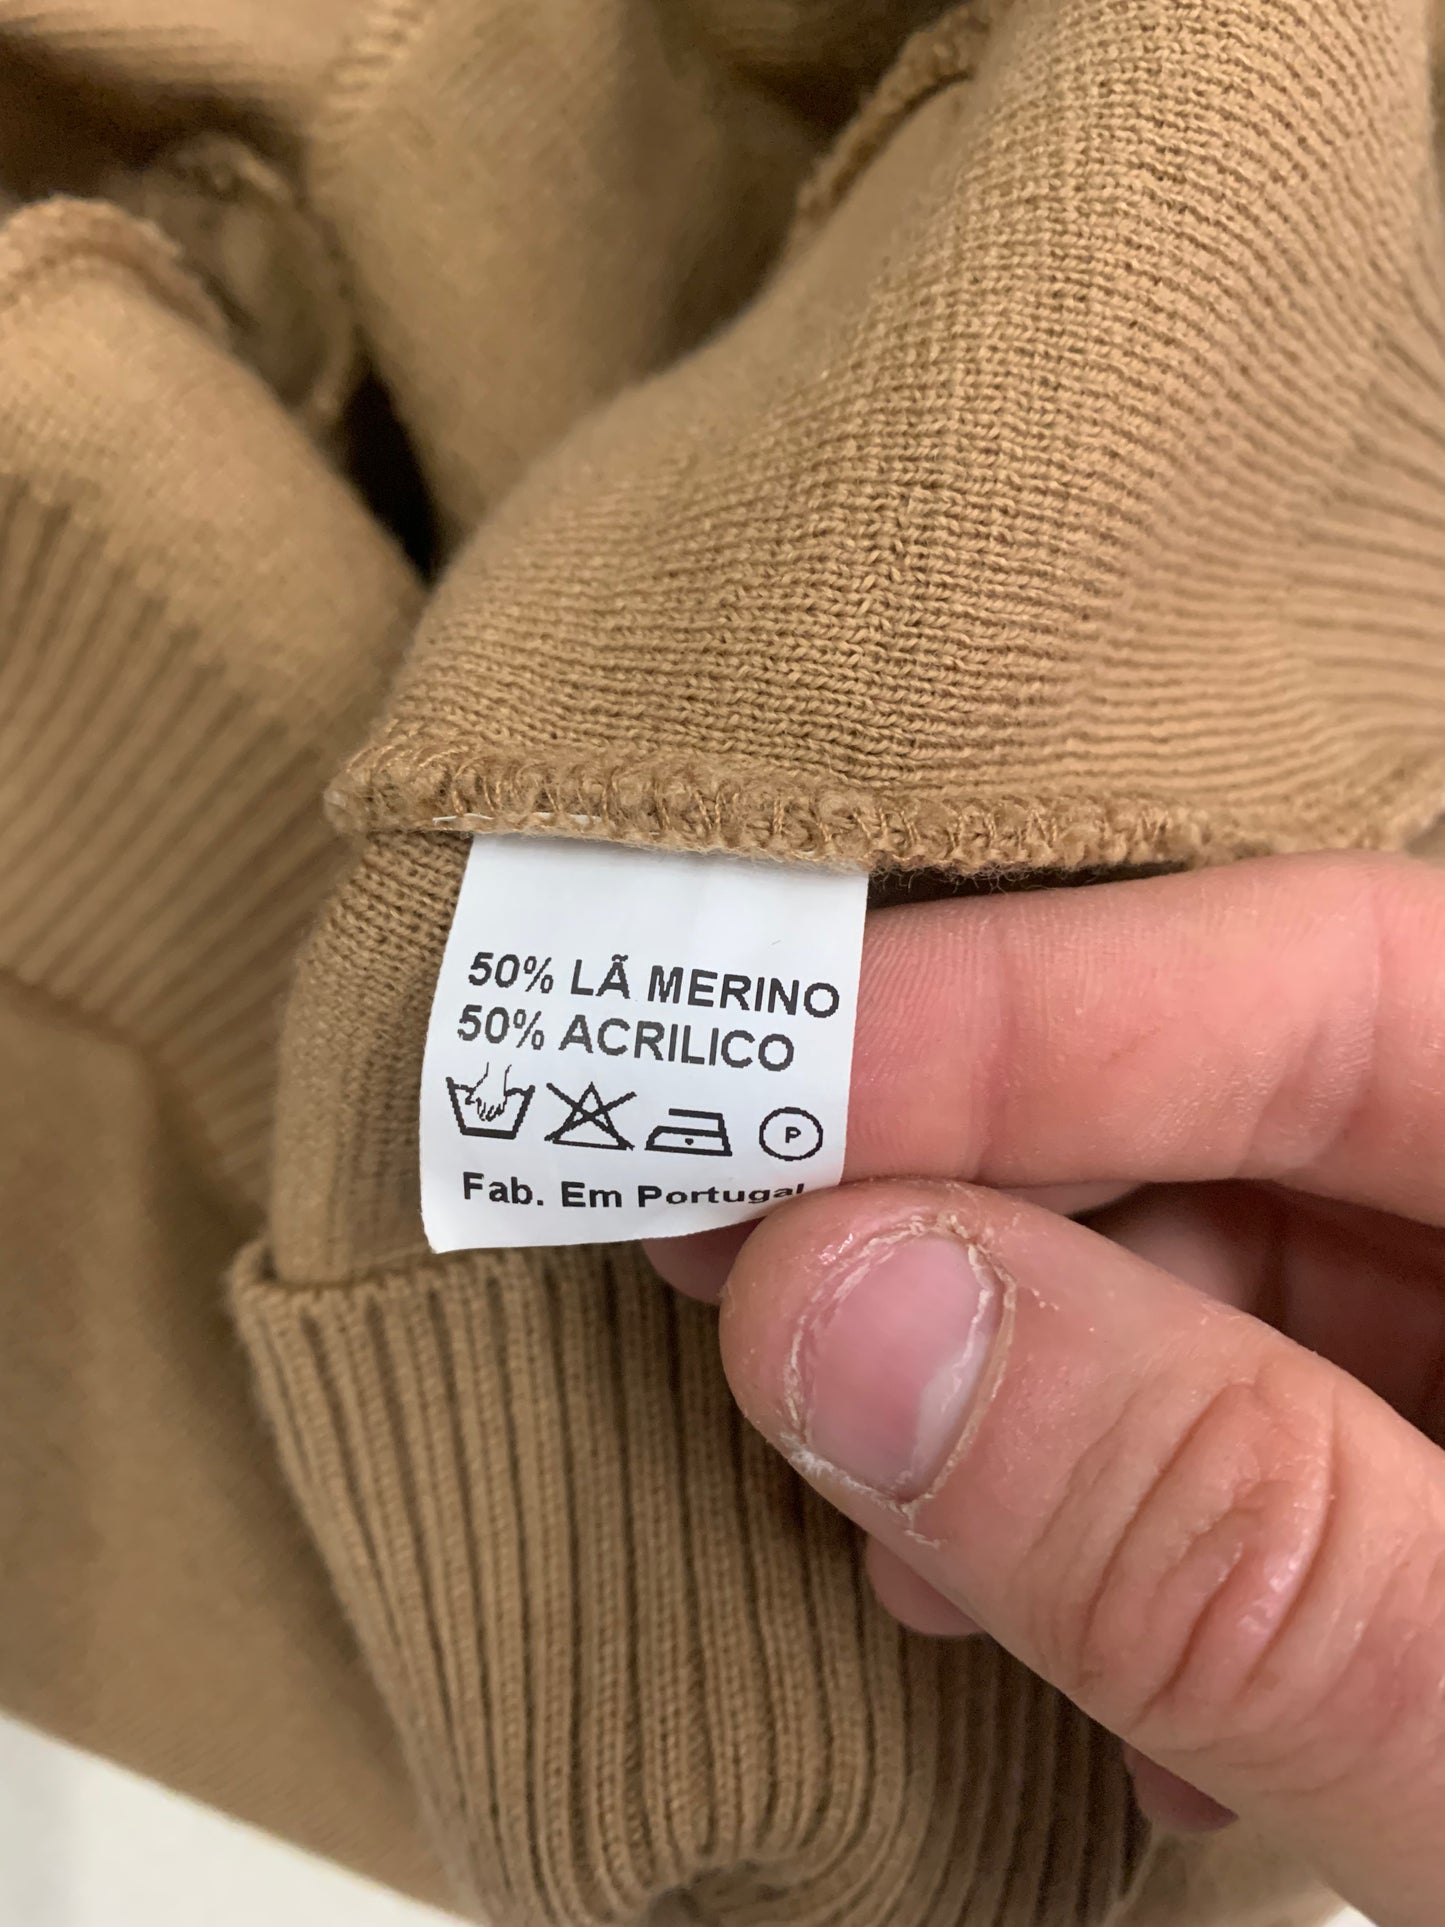 50% LÃ MERINO
50% ACRILICO
P
Fab. Em Portugal